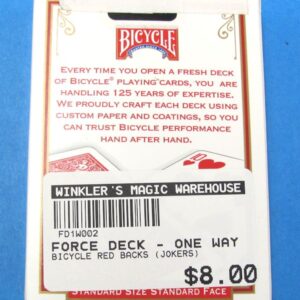 BICYCLE
EVERY TIME YOU OPEN A FRESH DECK
OF BICYCLE® PLAYING CARDS, YOU ARE
HANDLING 125 YEARS OF EXPERTISE.
WE PROUDLY CRAFT EACH DECK USING
CUSTOM PAPER AND COATINGS, SO YOU
CAN TRUST BICYCLE PERFORMANCE
HAND AFTER HAND.
WINKLER'S MAGIC WAREHOUSE
FD1W002
FORCE DECK - ONE WAY
BICYCLE RED BACKS (JOKERS)
$8.00
STANDARD SIZE STANDARD FACE